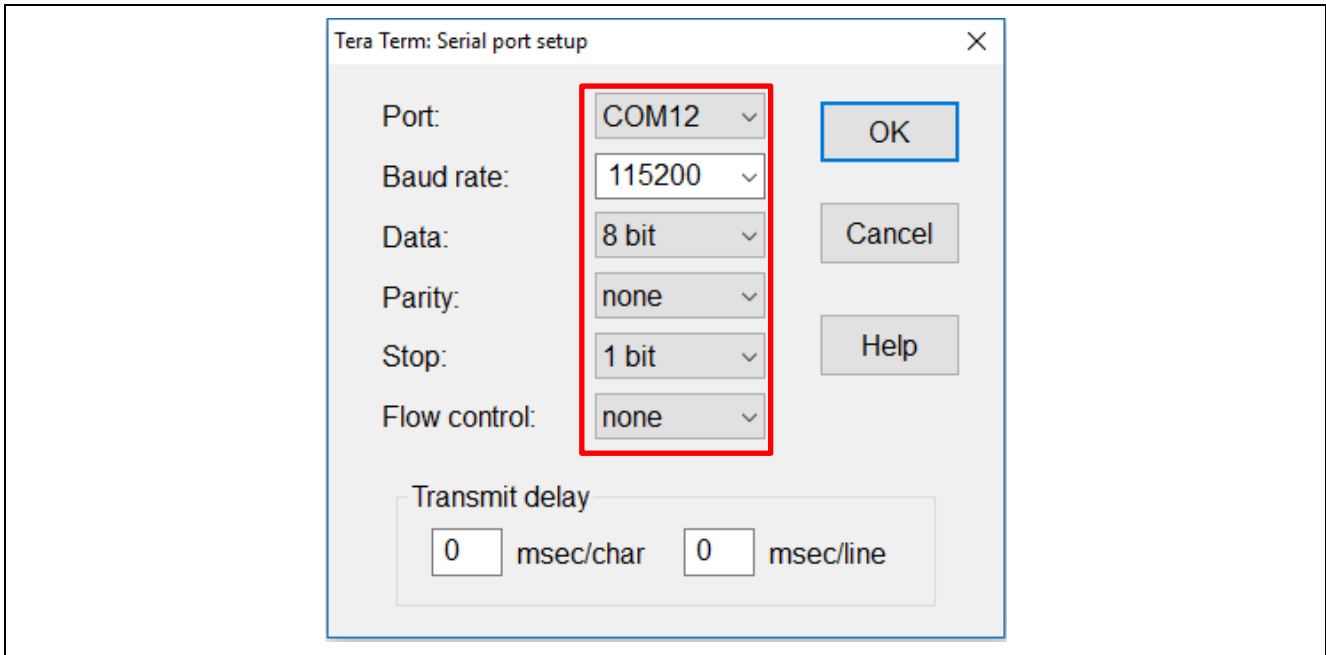 Tera Term: Serial port setup
Port: COM12 OK
Baud rate: 115200
Data: 8 bit Cancel
Parity: none
Stop: 1 bit Help
Flow control: none
Transmit delay
0 msec/char 0 msec/line